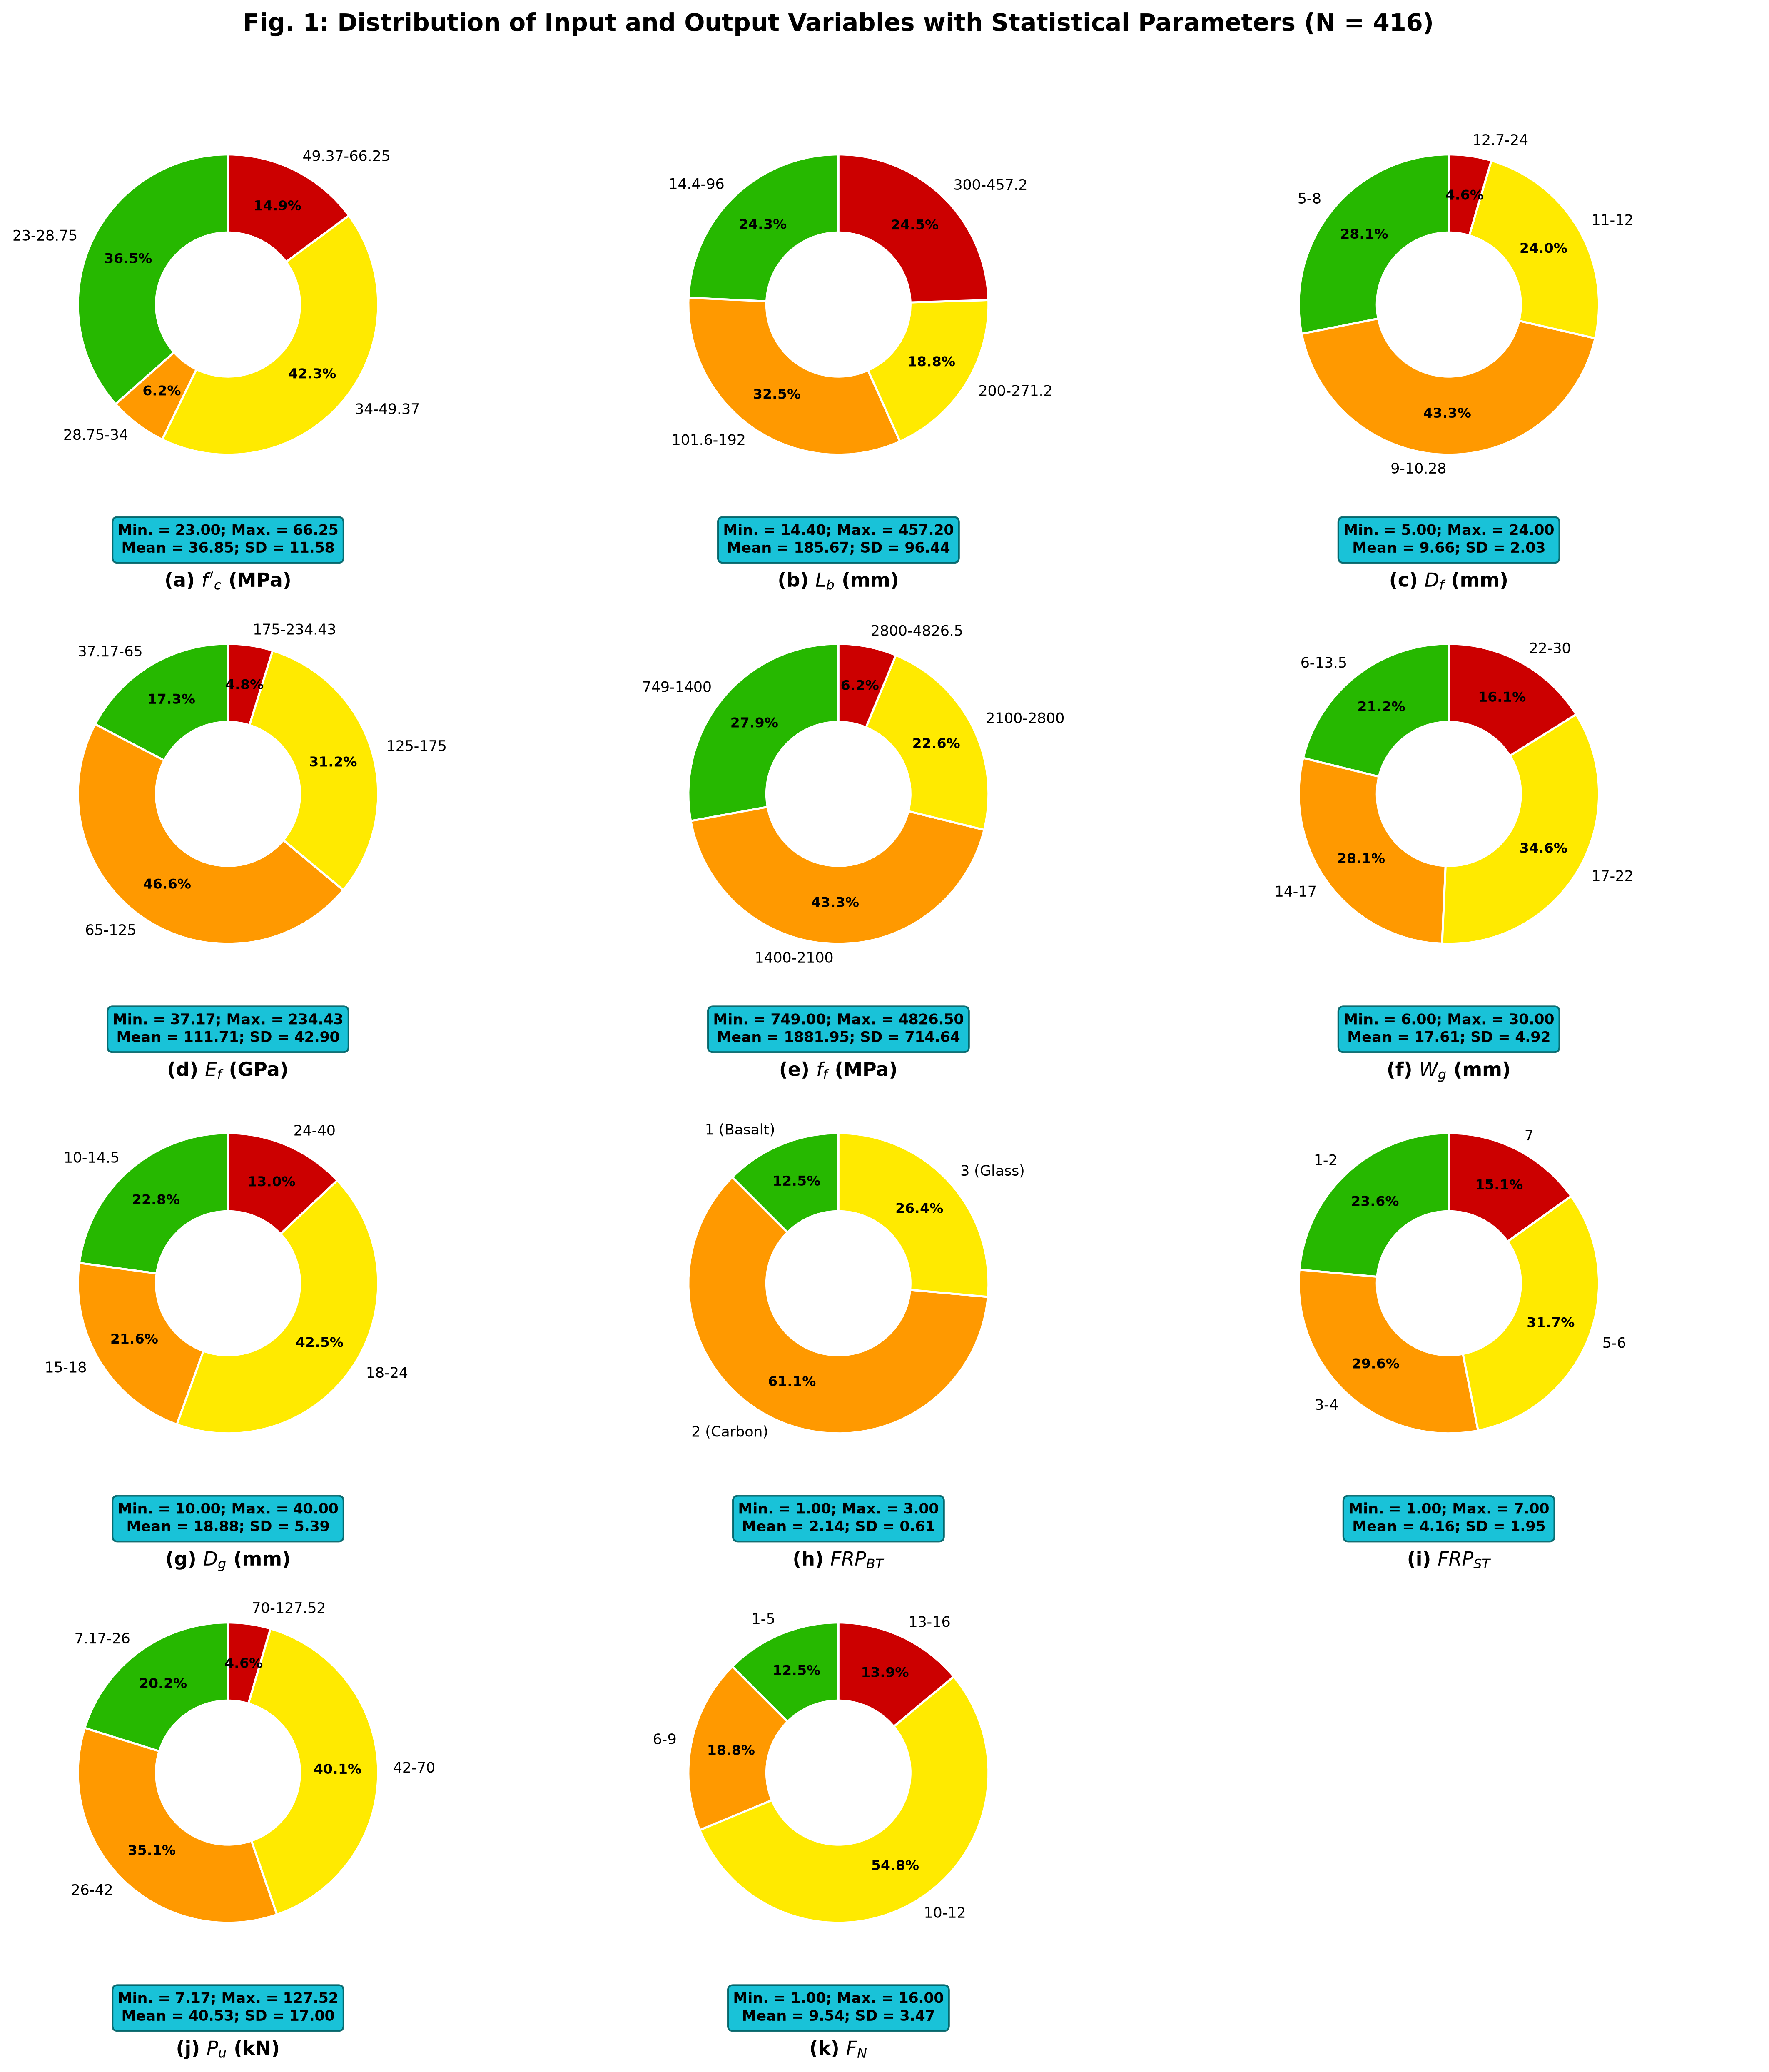 Fig. 1: Distribution of Input and Output Variables with Statistical Parameters (N = 416)
49.37-66.25
14.9%
23-28.75
36.5%
42.3%
6.2%
34-49.37
28.75-34
Min. = 23.00; Max. = 66.25
Mean = 36.85; SD = 11.58
(a) f'c (MPa)
14.4-96
300-457.2
24.3%
24.5%
18.8%
32.5%
200-271.2
101.6-192
Min. = 14.40; Max. = 457.20
Mean = 185.67; SD = 96.44
(b) Lb (mm)
12.7-24
4.6%
5-8
11-12
28.1%
24.0%
43.3%
9-10.28
Min. = 5.00; Max. = 24.00
Mean = 9.66; SD = 2.03
(c) Df (mm)
175-234.43
37.17-65
4.8%
17.3%
125-175
31.2%
46.6%
65-125
Min. = 37.17; Max. = 234.43
Mean = 111.71; SD = 42.90
(d) Ef (GPa)
2800-4826.5
6.2%
749-1400
27.9%
2100-2800
22.6%
43.3%
1400-2100
Min. = 749.00; Max. = 4826.50
Mean = 1881.95; SD = 714.64
(e) ff (MPa)
22-30
6-13.5
16.1%
21.2%
34.6%
28.1%
17-22
14-17
Min. = 6.00; Max. = 30.00
Mean = 17.61; SD = 4.92
(f) Wg (mm)
24-40
10-14.5
13.0%
22.8%
21.6%
42.5%
15-18
18-24
Min. = 10.00; Max. = 40.00
Mean = 18.88; SD = 5.39
(g) Dg (mm)
1 (Basalt)
3 (Glass)
12.5%
26.4%
61.1%
2 (Carbon)
Min. = 1.00; Max. = 3.00
Mean = 2.14; SD = 0.61
(h) FRPBT
7
1-2
15.1%
23.6%
31.7%
5-6
29.6%
3-4
Min. = 1.00; Max. = 7.00
Mean = 4.16; SD = 1.95
(i) FRPST
70-127.52
7.17-26
4.6%
20.2%
40.1%
42-70
35.1%
26-42
Min. = 7.17; Max. = 127.52
Mean = 40.53; SD = 17.00
(j) Pu (kN)
1-5
13-16
12.5%
13.9%
6-9
18.8%
54.8%
10-12
Min. = 1.00; Max. = 16.00
Mean = 9.54; SD = 3.47
(k) FN